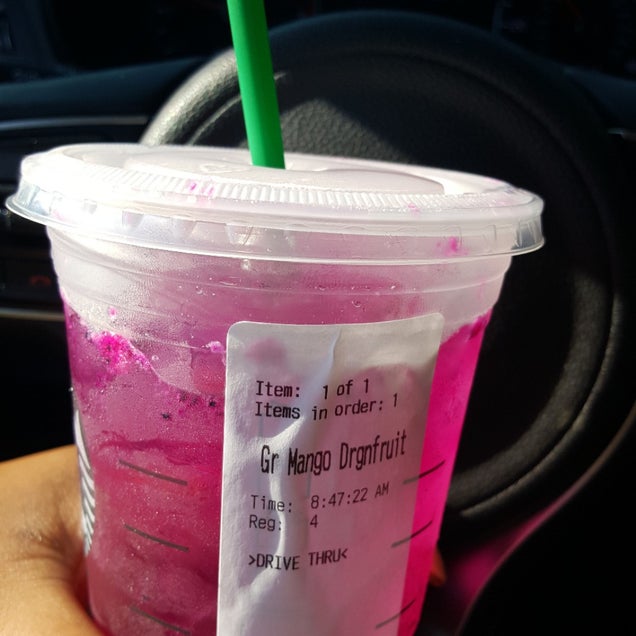 Item: 1 of 1
Items in order: 1
Gr Mango Drgnfruit
Time: 8:47:22 AM
Reg: 4
>DRIVE THRU<